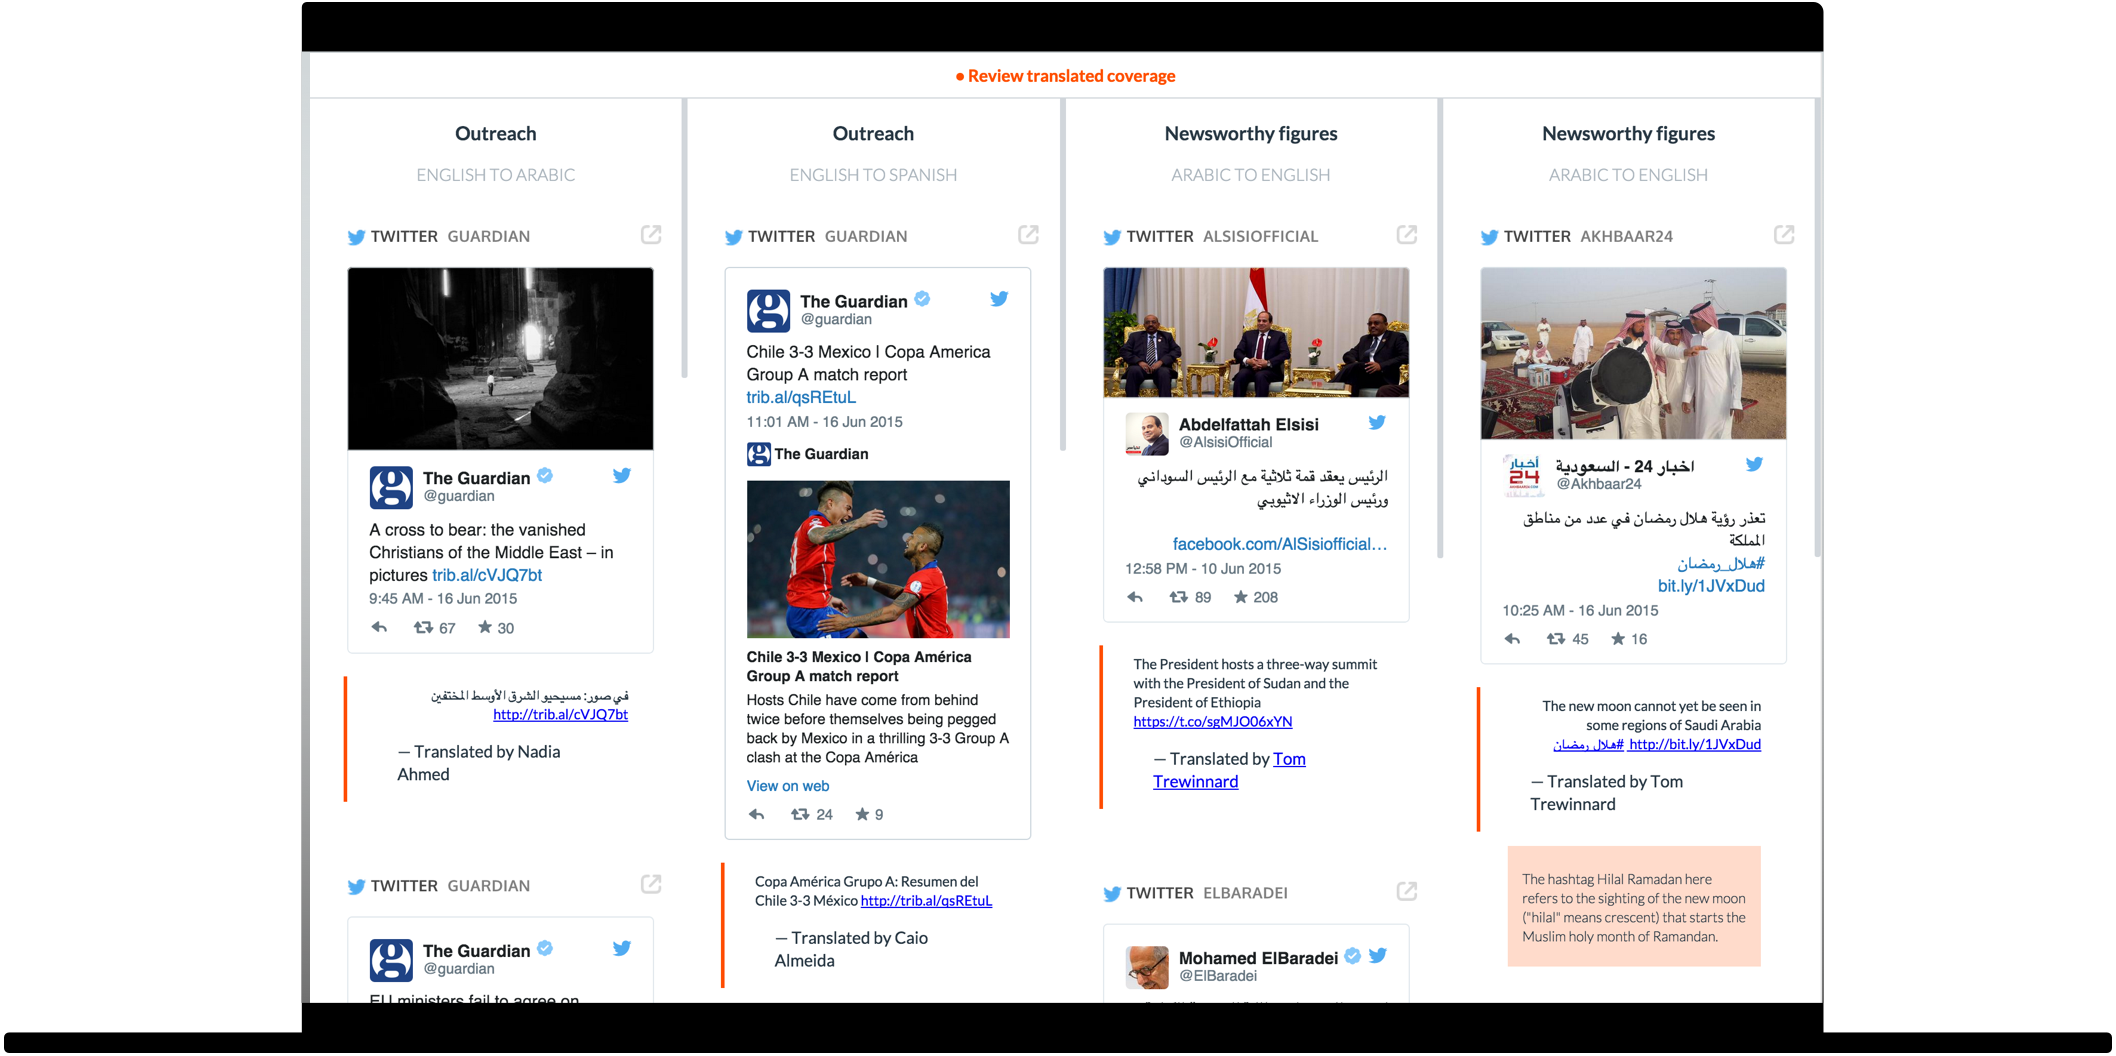 • Review translated coverage
Outreach
ENGLISH TO ARABIC
TWITTER GUARDIAN
The Guardian
@guardian
A cross to bear: the vanished
Christians of the Middle East – in
pictures trib.al/cVJQ7bt
9:45 AM - 16 Jun 2015
67 30
في صور: مسيحيو الشرق الأوسط المختفين
http://trib.al/cVJQ7bt
— Translated by Nadia
Ahmed
TWITTER GUARDIAN
The Guardian
@guardian
EU ministers fail to agree on
Outreach
ENGLISH TO SPANISH
TWITTER GUARDIAN
The Guardian
@guardian
Chile 3-3 Mexico | Copa America
Group A match report
trib.al/qsREtuL
11:01 AM - 16 Jun 2015
The Guardian
Chile 3-3 Mexico | Copa América
Group A match report
Hosts Chile have come from behind
twice before themselves being pegged
back by Mexico in a thrilling 3-3 Group A
clash at the Copa América
View on web
24 9
Copa América Grupo A: Resumen del
Chile 3-3 México http://trib.al/qsREtuL
— Translated by Caio
Almeida
Newsworthy figures
ARABIC TO ENGLISH
TWITTER ALSISIOFFICIAL
Abdelfattah Elsisi
@AlsisiOfficial
الرئيس يعقد قمة ثلاثية مع الرئيس السوداني
ورئيس الوزراء الاثيوبي
facebook.com/AlSisiofficial…
12:58 PM - 10 Jun 2015
89 208
The President hosts a three-way summit
with the President of Sudan and the
President of Ethiopia
https://t.co/sgMJO06xYN
— Translated by Tom
Trewinnard
TWITTER ELBARADEI
Mohamed ElBaradei
@ElBaradei
Newsworthy figures
ARABIC TO ENGLISH
TWITTER AKHBAAR24
أخبار
24
اخبار 24 - السعودية
@Akhbaar24
تعذر رؤية هلال رمضان في عدد من مناطق
المملكة
#هلال_رمضان
bit.ly/1JVxDud
10:25 AM - 16 Jun 2015
45 16
The new moon cannot yet be seen in
some regions of Saudi Arabia
#هلال_رمضان http://bit.ly/1JVxDud
— Translated by Tom
Trewinnard
The hashtag Hilal Ramadan here
refers to the sighting of the new moon
("hilal" means crescent) that starts the
Muslim holy month of Ramandan.